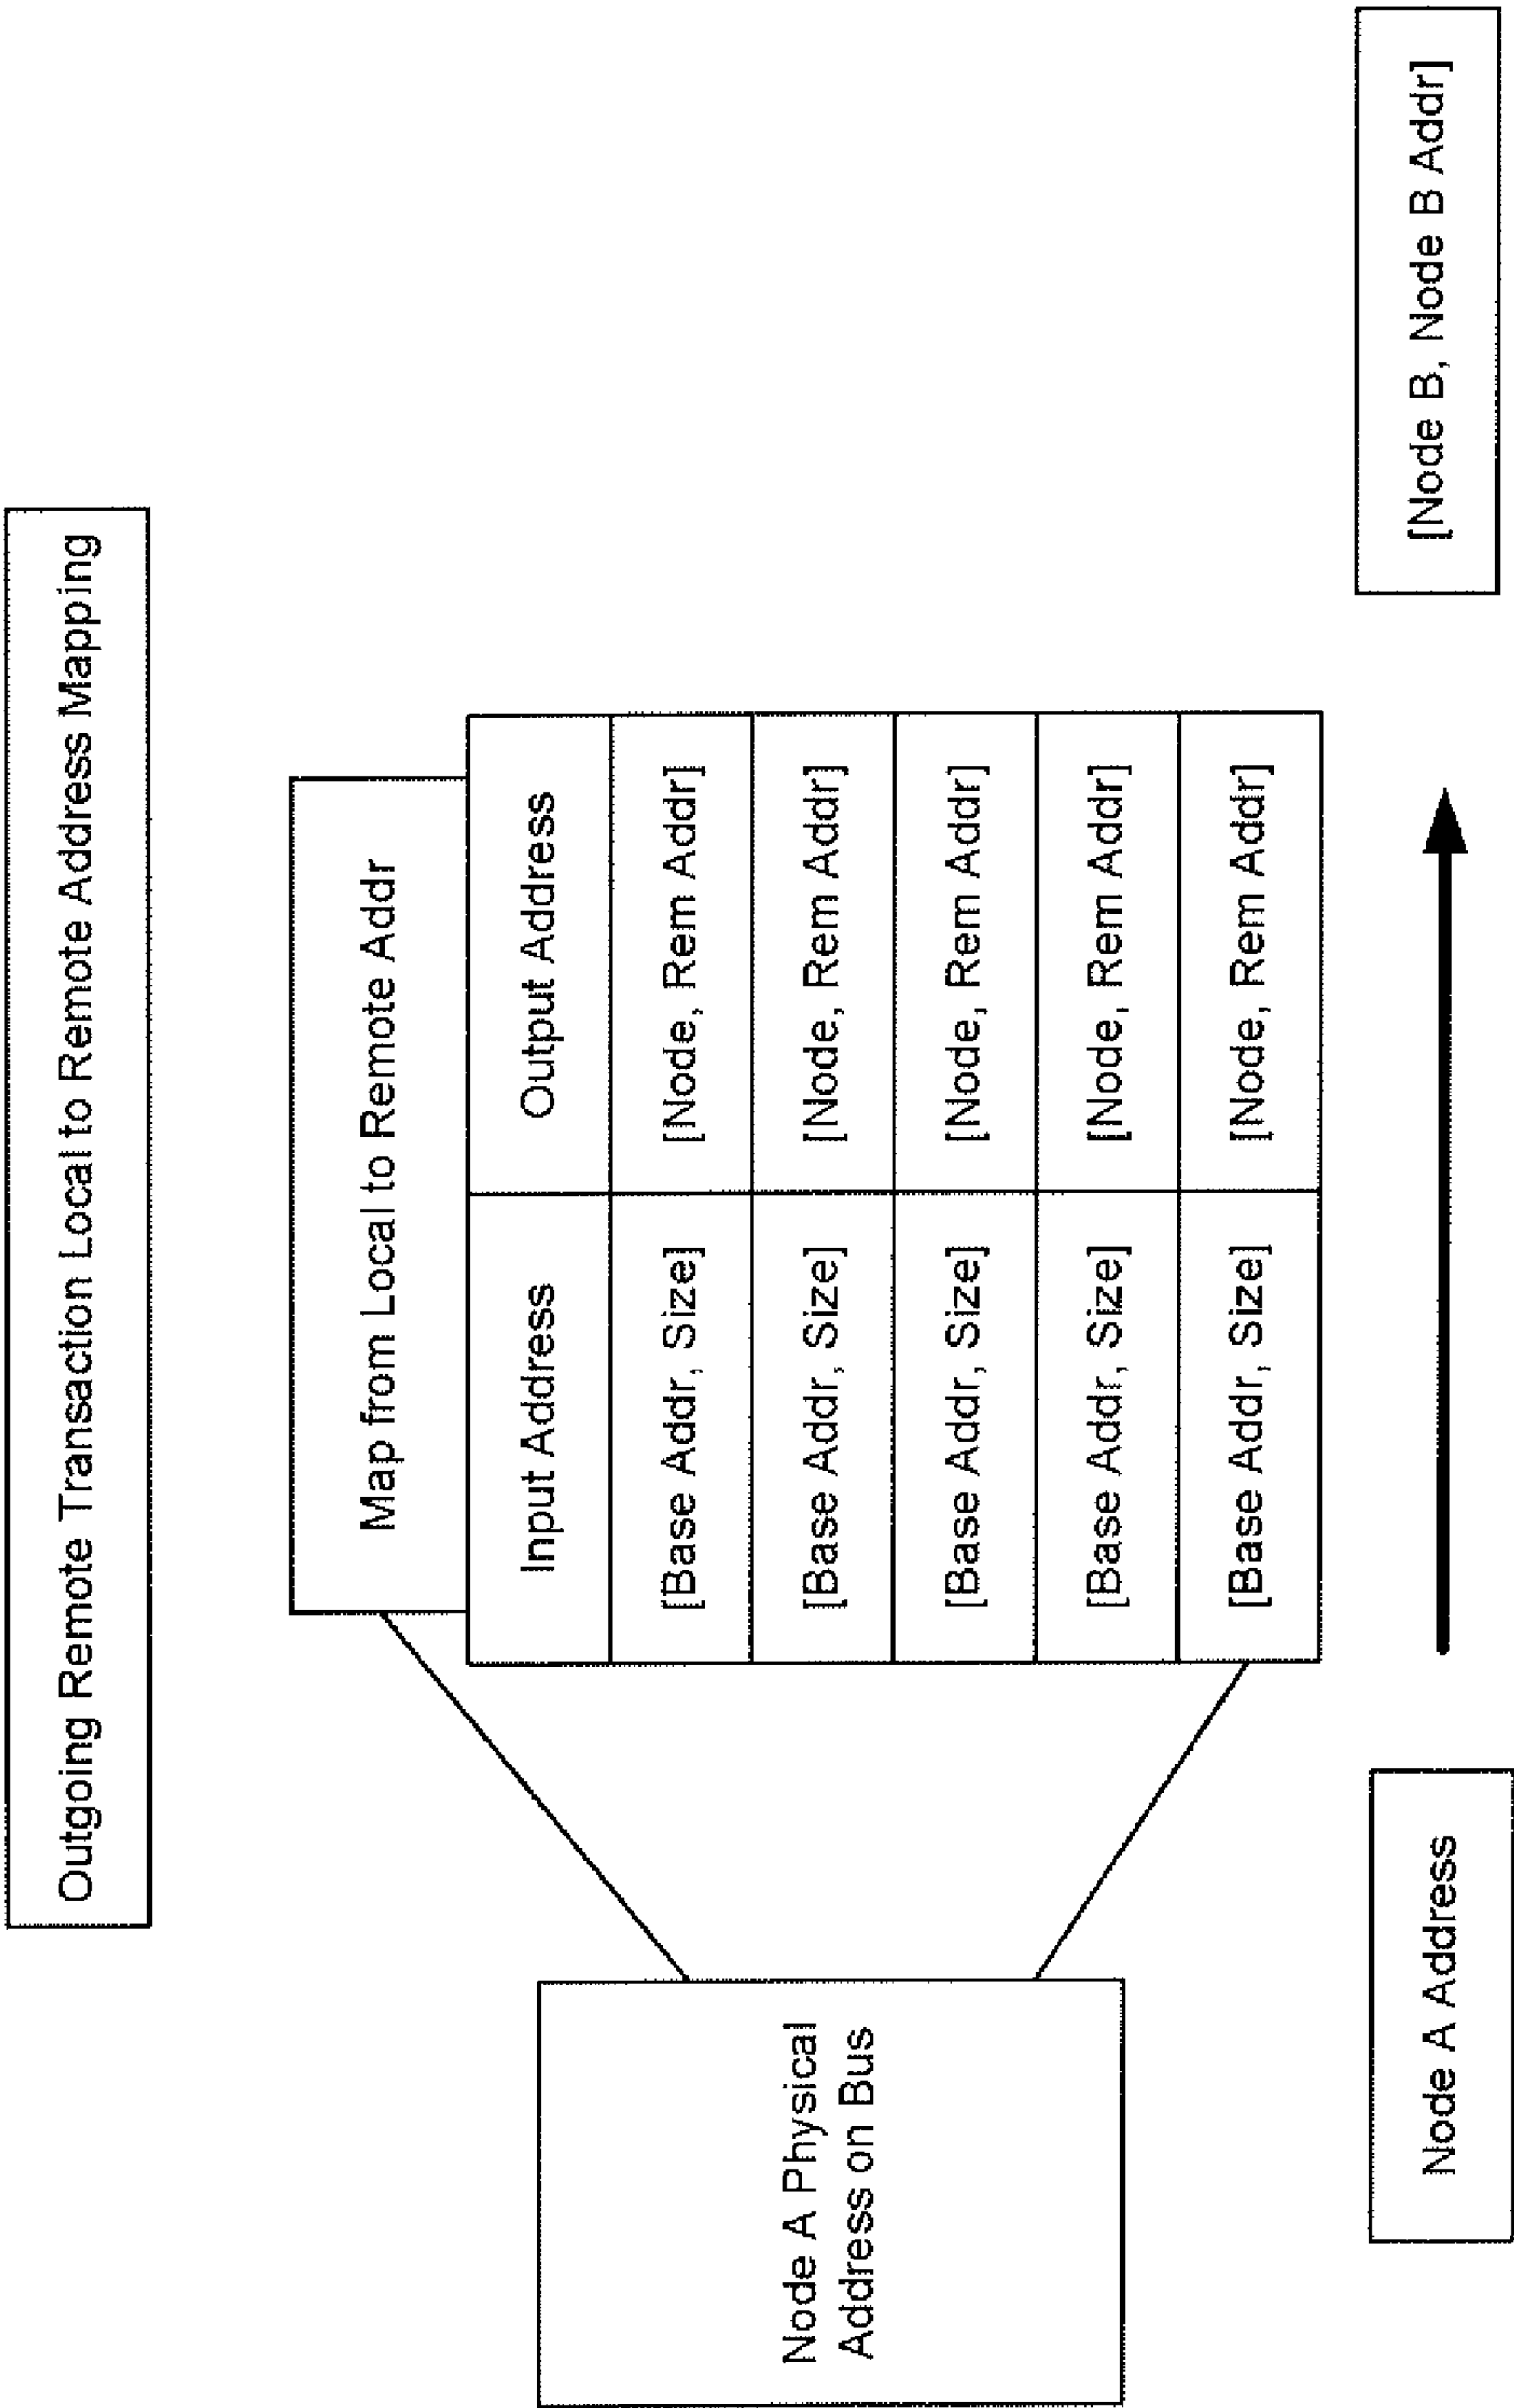 Outgoing Remote Transaction Local to Remote Address Mapping
Map from Local to Remote Addr
Input Address Output Address
[Base Addr, Size] [Node, Rem Addr]
[Base Addr, Size] [Node, Rem Addr]
[Base Addr, Size] [Node, Rem Addr]
[Base Addr, Size] [Node, Rem Addr]
[Base Addr, Size] [Node, Rem Addr]
Node A Physical
Address on Bus
Node A Address
[Node B, Node B Addr]